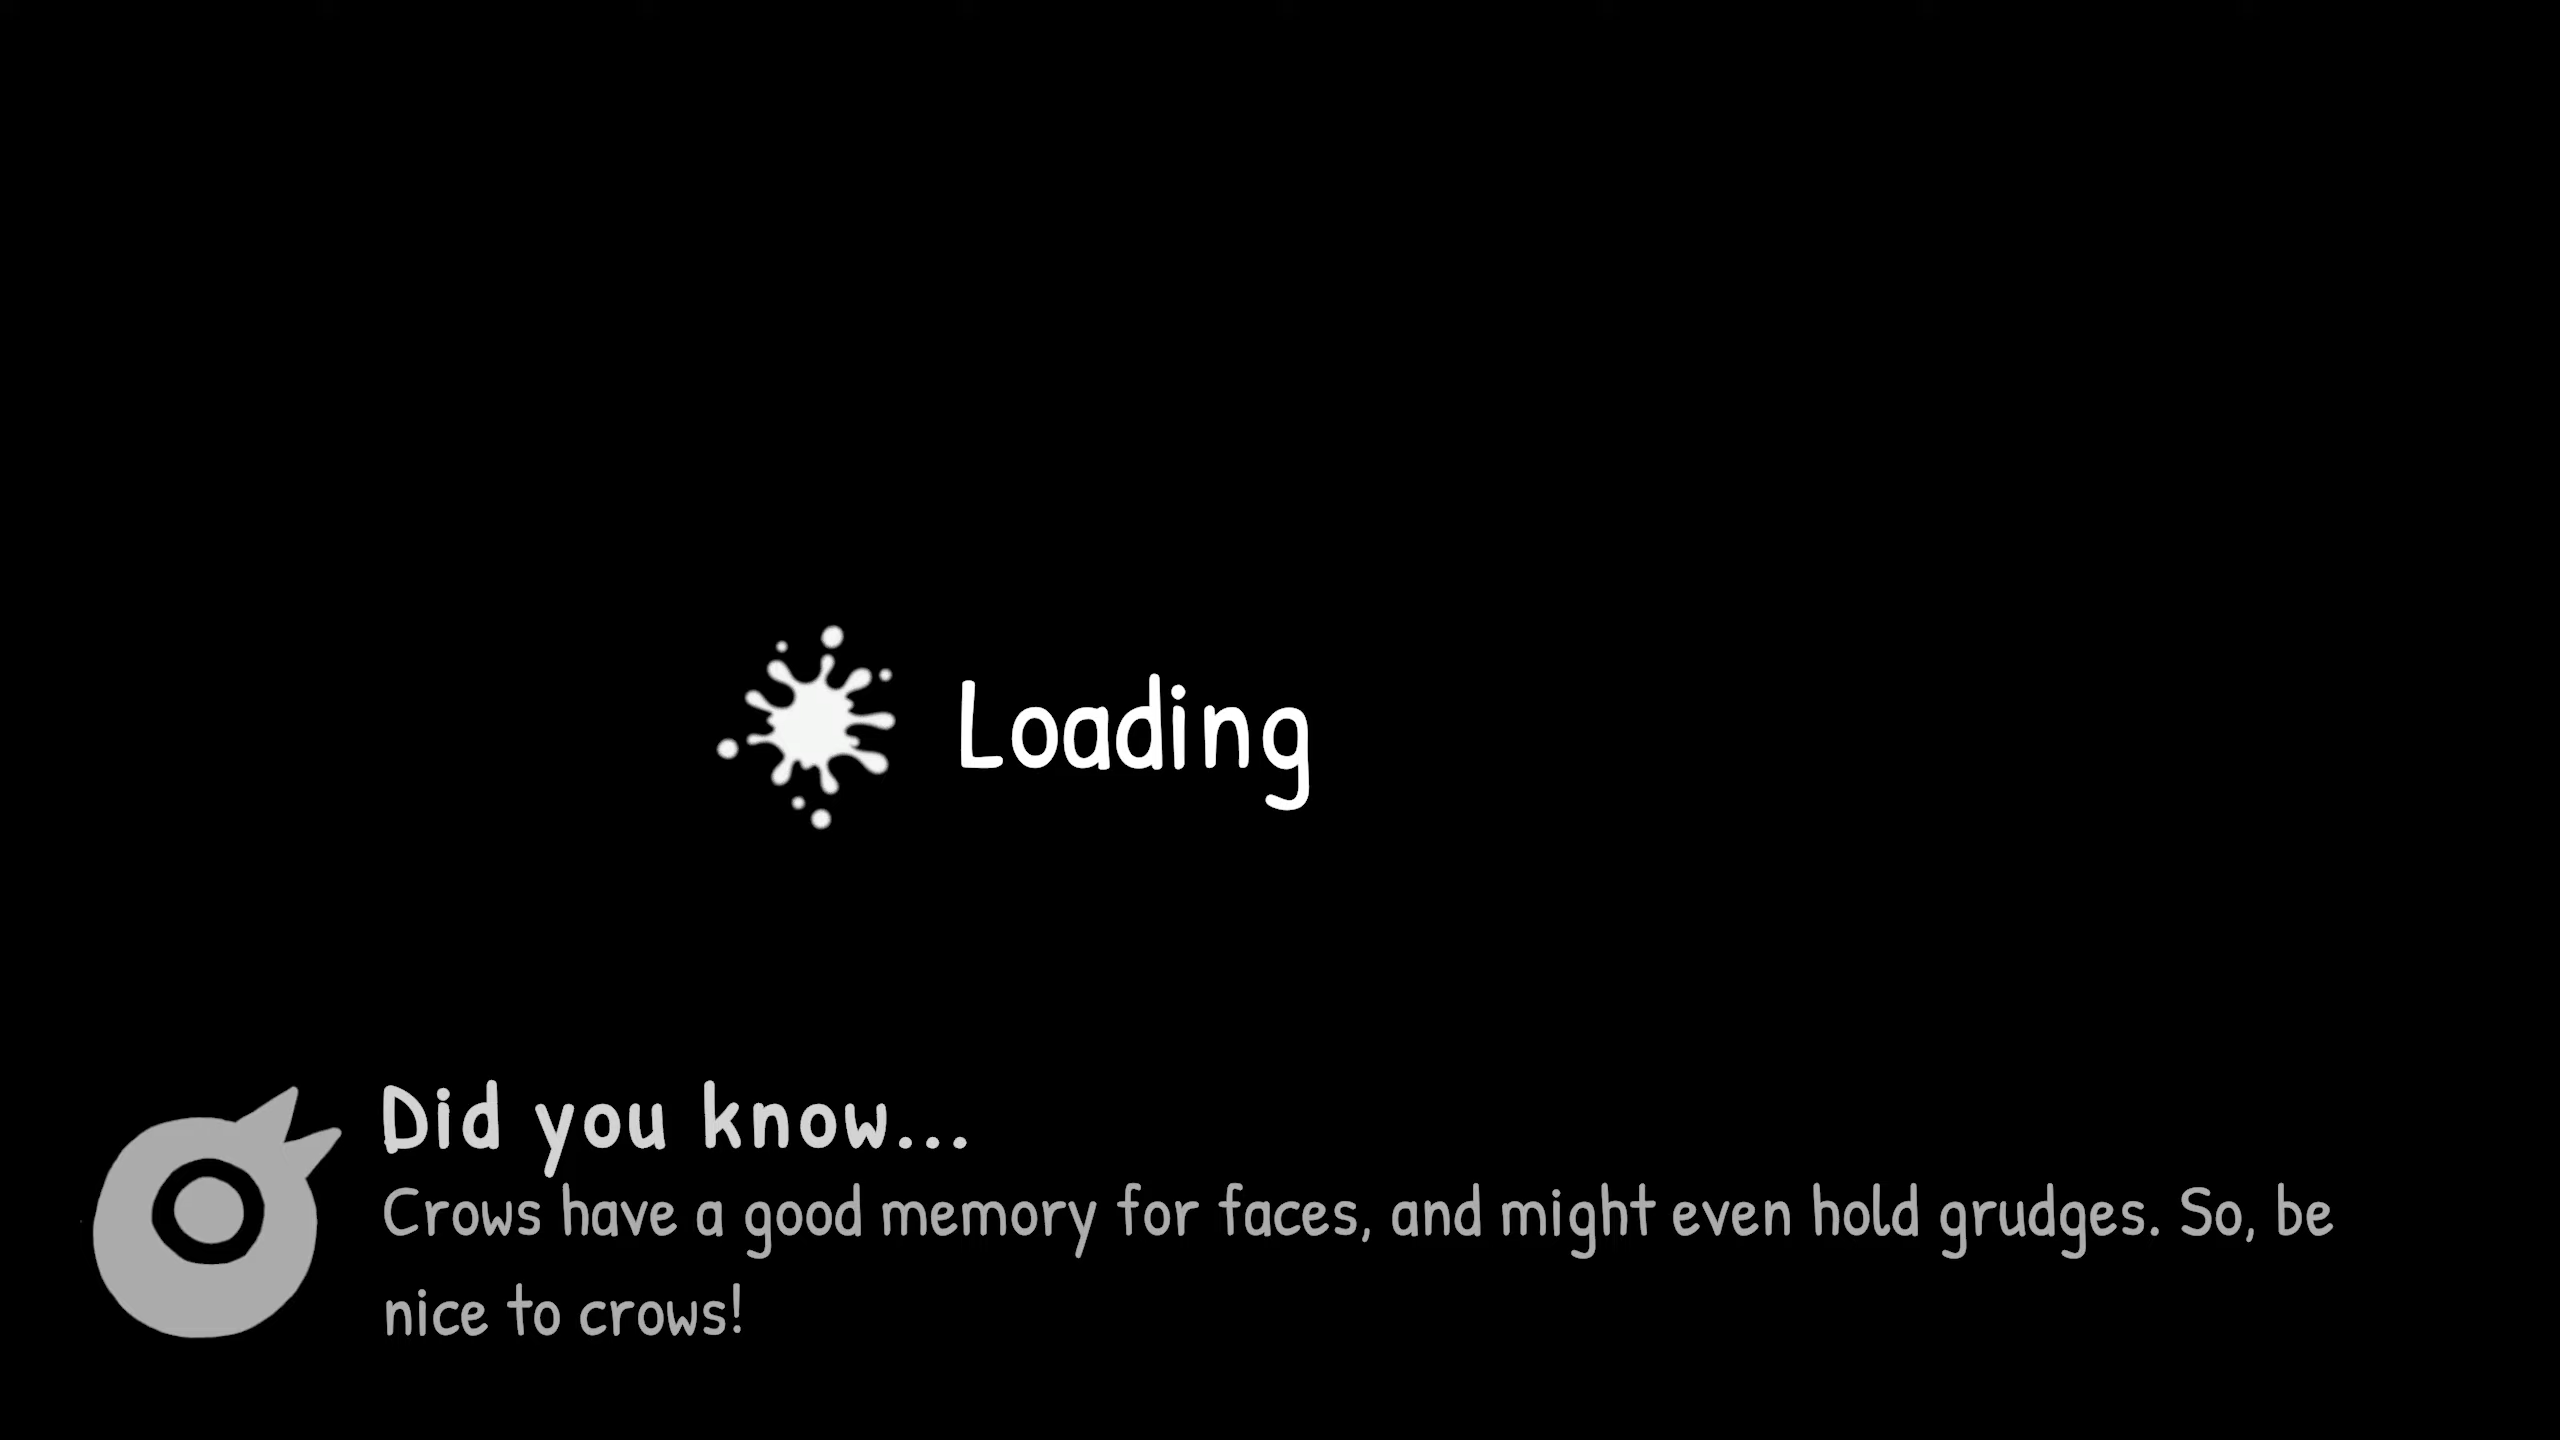 Loading
Did you know...
Crows have a good memory for faces, and might even hold grudges. So, be
nice to crows!